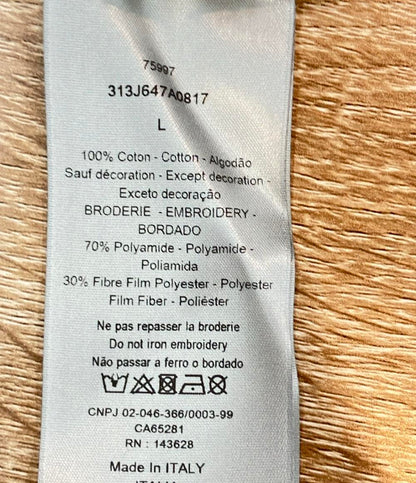 75997
313J647A0817
L
100% Coton - Cotton - Algodão
Sauf décoration - Except decoration -
Exceto decoração
BRODERIE - EMBROIDERY -
BORDADO
70% Polyamide - Polyamide -
Poliamida
30% Fibre Film Polyester - Polyester
Film Fiber - Poliéster
Ne pas repasser la broderie
Do not iron embroidery
Não passar a ferro o bordado
CNPJ 02-046-366/0003-99
CA65281
RN : 143628
Made In ITALY
ITALIA